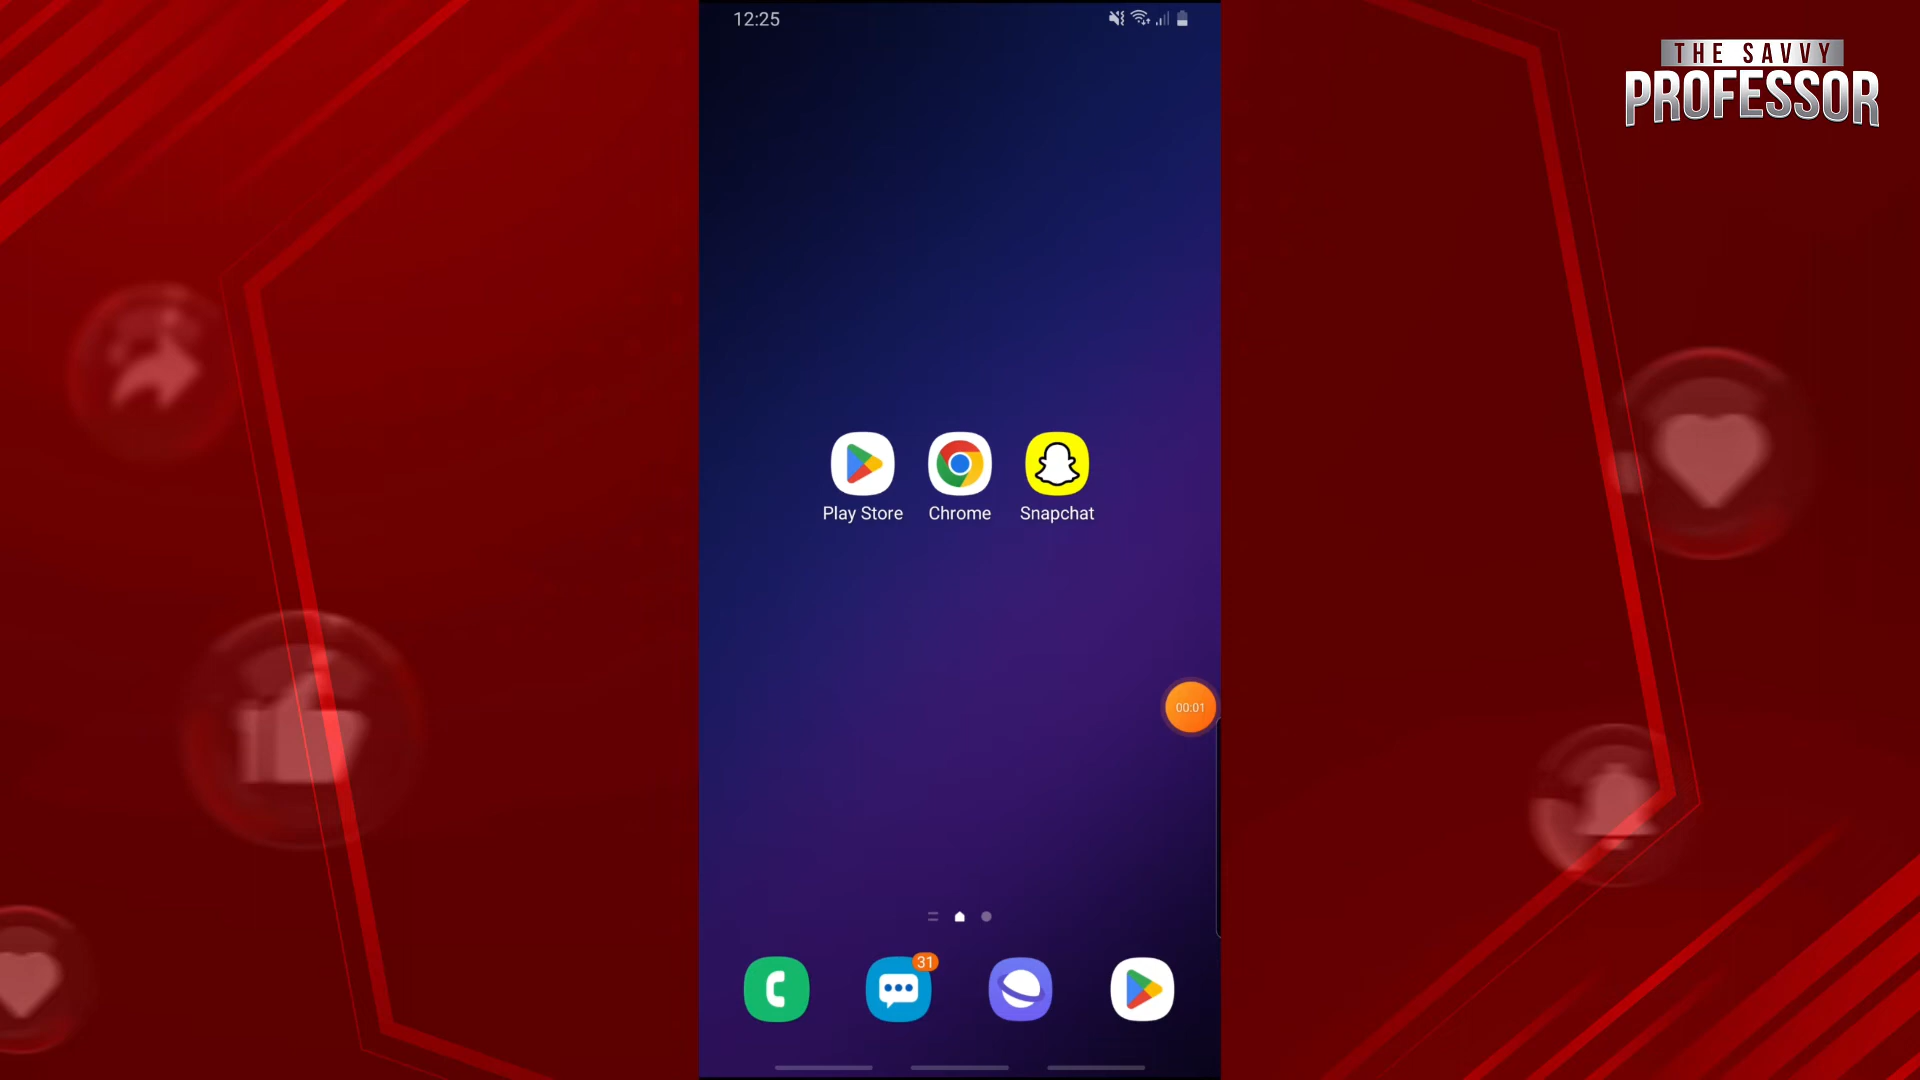 12:25
THE SAVVY
PROFESSOR
Play Store
Chrome
Snapchat
00:01
31